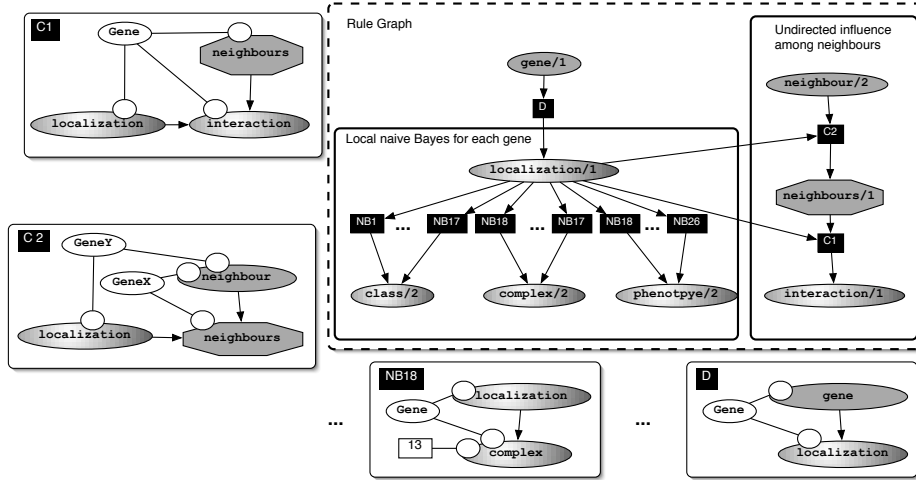 C1
Gene
neighbours
localization
interaction
Rule Graph
gene/1
D
Local naive Bayes for each gene
localization/1
NB1
...
NB17
NB18
...
NB17
NB18
...
NB26
class/2
complex/2
phenotpye/2
Undirected influence
among neighbours
neighbour/2
C2
neighbours/1
C1
interaction/1
C 2
GeneY
GeneX
neighbour
localization
neighbours
...
NB18
localization
Gene
13
complex
...
D
gene
Gene
localization